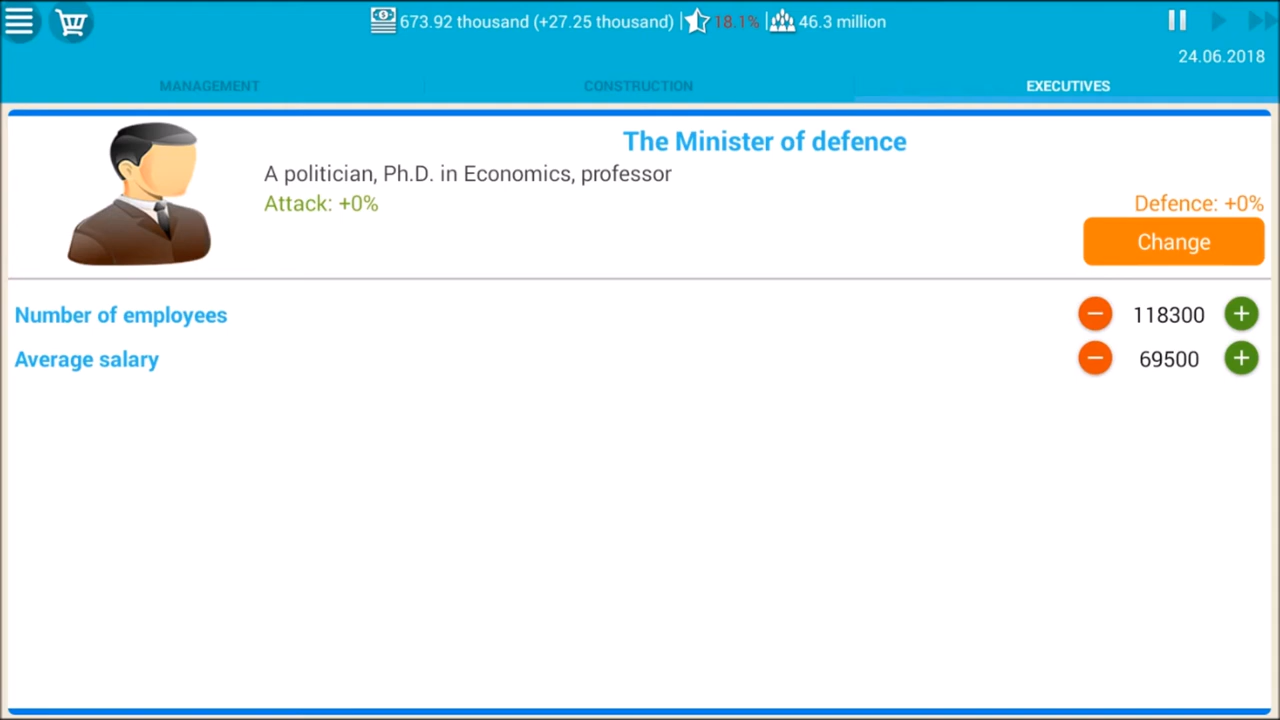 673.92 thousand (+27.25 thousand) | 18.1% | 46.3 million
24.06.2018
MANAGEMENT CONSTRUCTION EXECUTIVES
The Minister of defence
A politician, Ph.D. in Economics, professor
Attack: +0% Defence: +0%
Change
Number of employees 118300
Average salary 69500